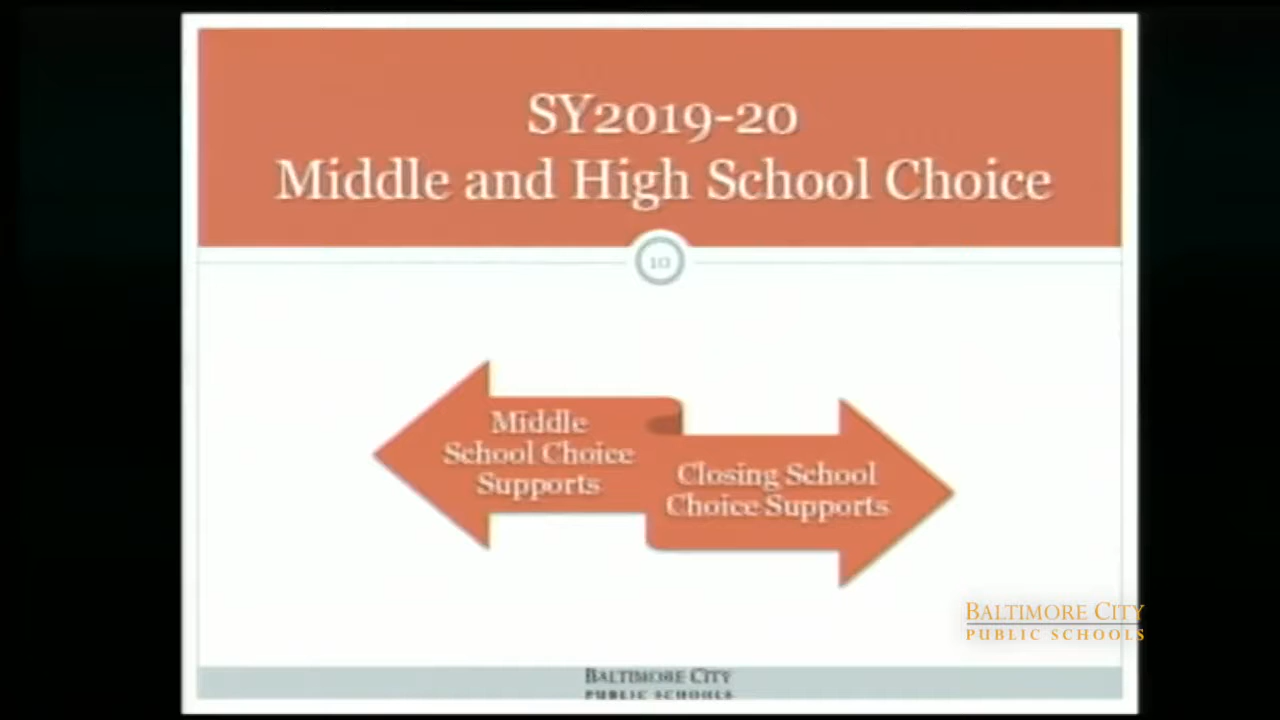 SY2019-20
Middle and High School Choice
10
Middle
School Choice
Supports
Closing School
Choice Supports
BALTIMORE CITY
PUBLIC SCHOOLS
BALTIMORE CITY
PUBLIC SCHOOLS